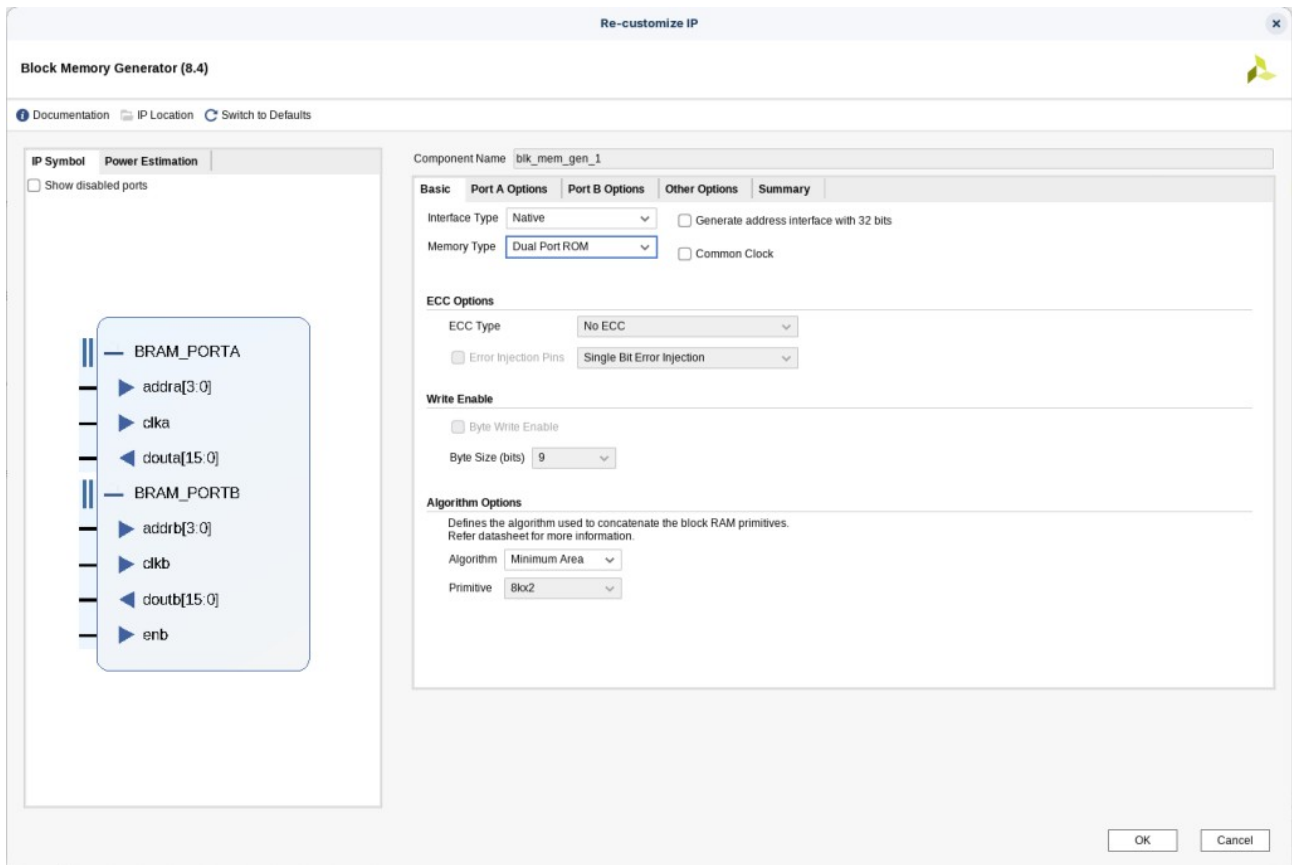 Re-customize IP
Block Memory Generator (8.4)
Documentation IP Location Switch to Defaults
IP Symbol Power Estimation
Show disabled ports
BRAM_PORTA
addra[3:0]
clka
douta[15:0]
BRAM_PORTB
addrb[3:0]
clkb
doutb[15:0]
enb
Component Name blk_mem_gen_1
Basic Port A Options Port B Options Other Options Summary
Interface Type Native Generate address interface with 32 bits
Memory Type Dual Port ROM Common Clock
ECC Options
ECC Type No ECC
Error Injection Pins Single Bit Error Injection
Write Enable
Byte Write Enable
Byte Size (bits) 9
Algorithm Options
Defines the algorithm used to concatenate the block RAM primitives.
Refer datasheet for more information.
Algorithm Minimum Area
Primitive 8kx2
OK Cancel